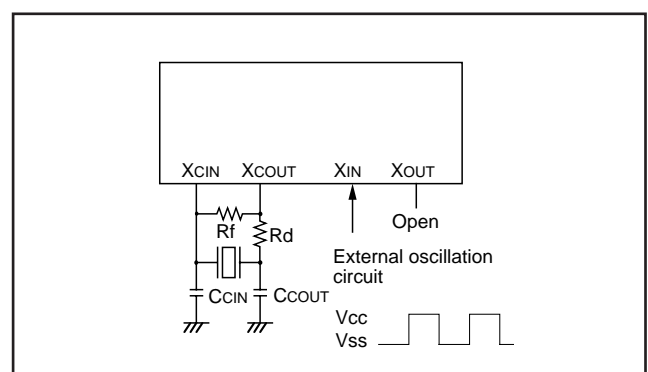 XCIN XCOUT XIN XOUT
Rf
Rd
Open
External oscillation
circuit
CCIN CCOUT
Vcc
Vss